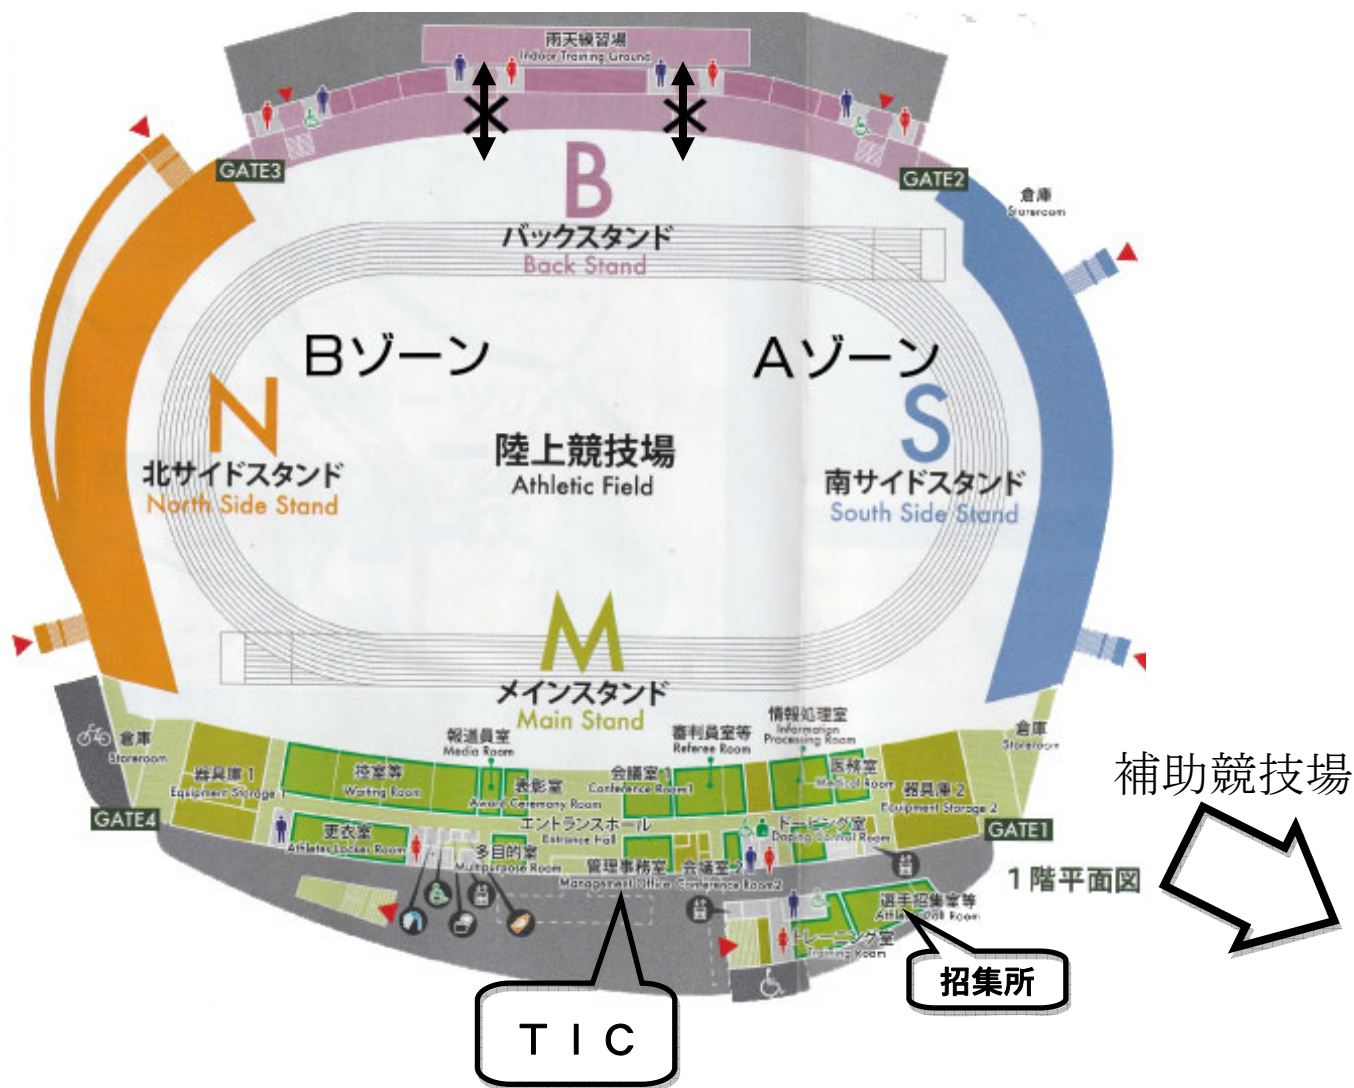 雨天練習場
Indoor Training Ground
GATE3
GATE2
B
バックスタンド
Back Stand
倉庫
Storeroom
Bゾーン
Aゾーン
N
北サイドスタンド
North Side Stand
陸上競技場
Athletic Field
S
南サイドスタンド
South Side Stand
M
メインスタンド
Main Stand
倉庫
Storeroom
器具庫1
Equipment Storage 1
控室等
Waiting Room
報道員室
Media Room
表彰室
Award Ceremony Room
会議室1
Conference Room1
審判員室等
Referee Room
情報処理室
Information
Processing Room
医務室
Medical Room
器具庫2
Equipment Storage 2
倉庫
Storeroom
補助競技場
GATE4
更衣室
Athletes Locker Room
多目的室
Multipurpose Room
エントランスホール
Entrance Hall
管理事務室
Management Office
会議室2
Conference Room2
ドーピング室
Doping Control Room
GATE1
1階平面図
選手招集室等
Athletes Call Room
トレーニング室
Training Room
招集所
TIC